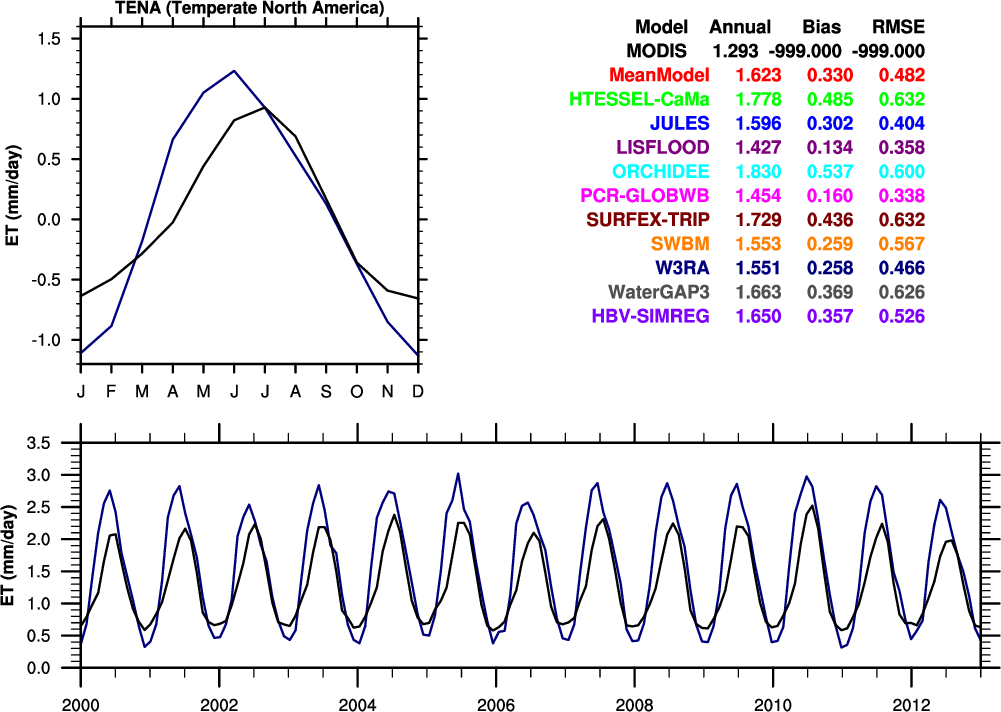 TENA (Temperate North America)
1.5
1.0
0.5
0.0
-0.5
-1.0
ET (mm/day)
J F M A M J J A S O N D
Model Annual Bias RMSE
MODIS 1.293 -999.000 -999.000
MeanModel 1.623 0.330 0.482
HTESSEL-CaMa 1.778 0.485 0.632
JULES 1.596 0.302 0.404
LISFLOOD 1.427 0.134 0.358
ORCHIDEE 1.830 0.537 0.600
PCR-GLOBWB 1.454 0.160 0.338
SURFEX-TRIP 1.729 0.436 0.632
SWBM 1.553 0.259 0.567
W3RA 1.551 0.258 0.466
WaterGAP3 1.663 0.369 0.626
HBV-SIMREG 1.650 0.357 0.526
3.5
3.0
2.5
2.0
1.5
1.0
0.5
0.0
ET (mm/day)
2000 2002 2004 2006 2008 2010 2012